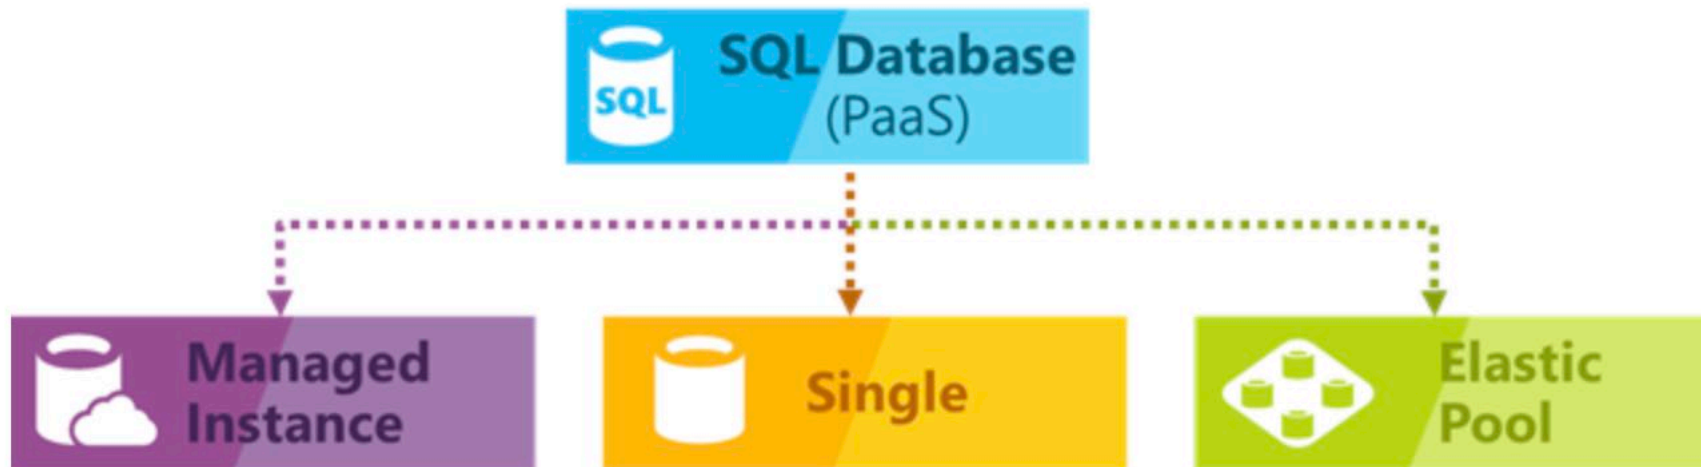 SQL Database
(PaaS)
SQL
Managed
Instance
Single
Elastic
Pool